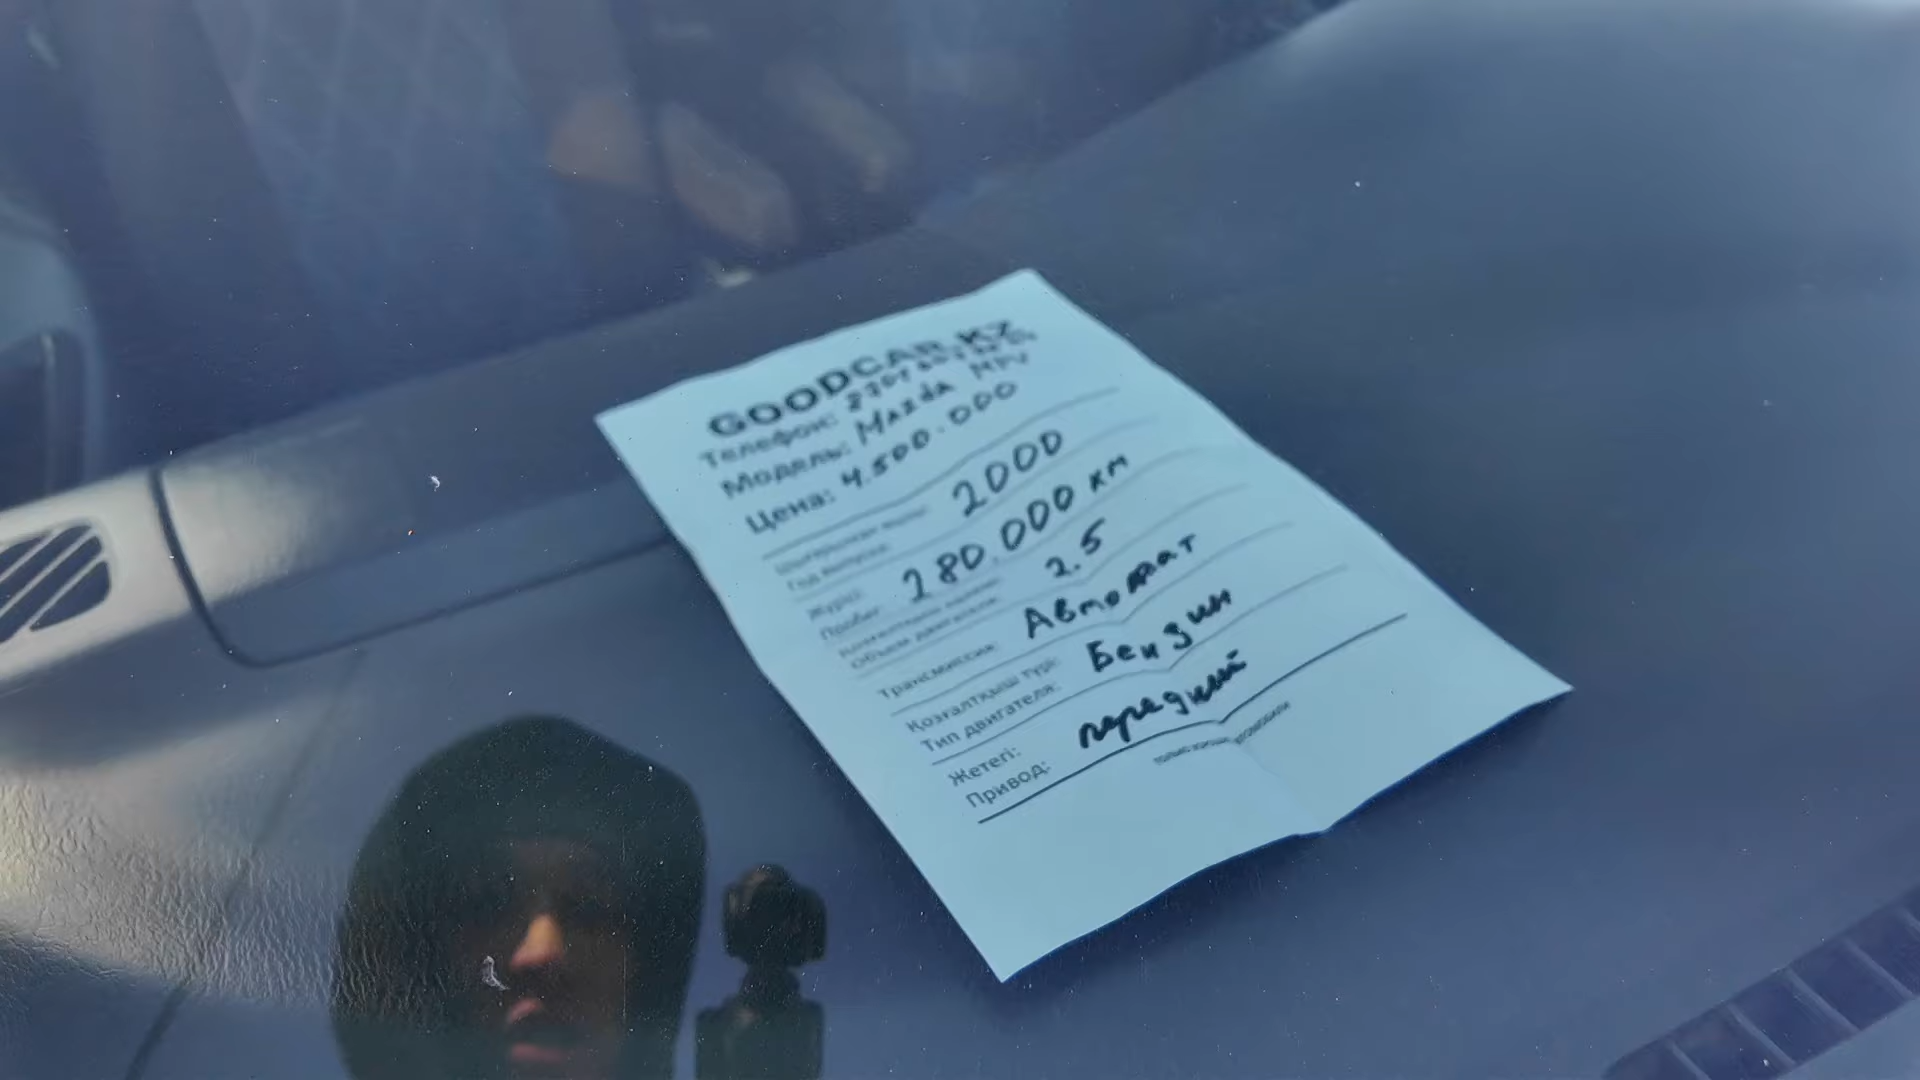 GOODCAR.KZ
Телефон:
Модель: Mazda MPV
Цена: 4.500.000
Год выпуска: 2000
Жүрісі:
Пробег: 280.000 км
Объем двигателя: 2.5
Трансмиссия: Автомат
Қозғалтқыш түрі:
Тип двигателя: Бензин
Жетегі:
Привод: передний